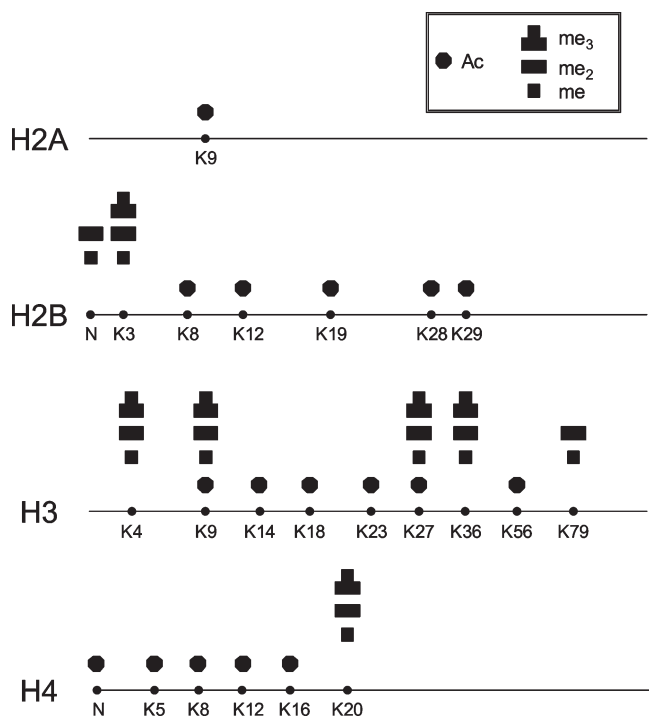 Ac
me₃
me₂
me
H2A
K9
H2B
N K3 K8 K12 K19 K28 K29
H3
K4 K9 K14 K18 K23 K27 K36 K56 K79
H4
N K5 K8 K12 K16 K20